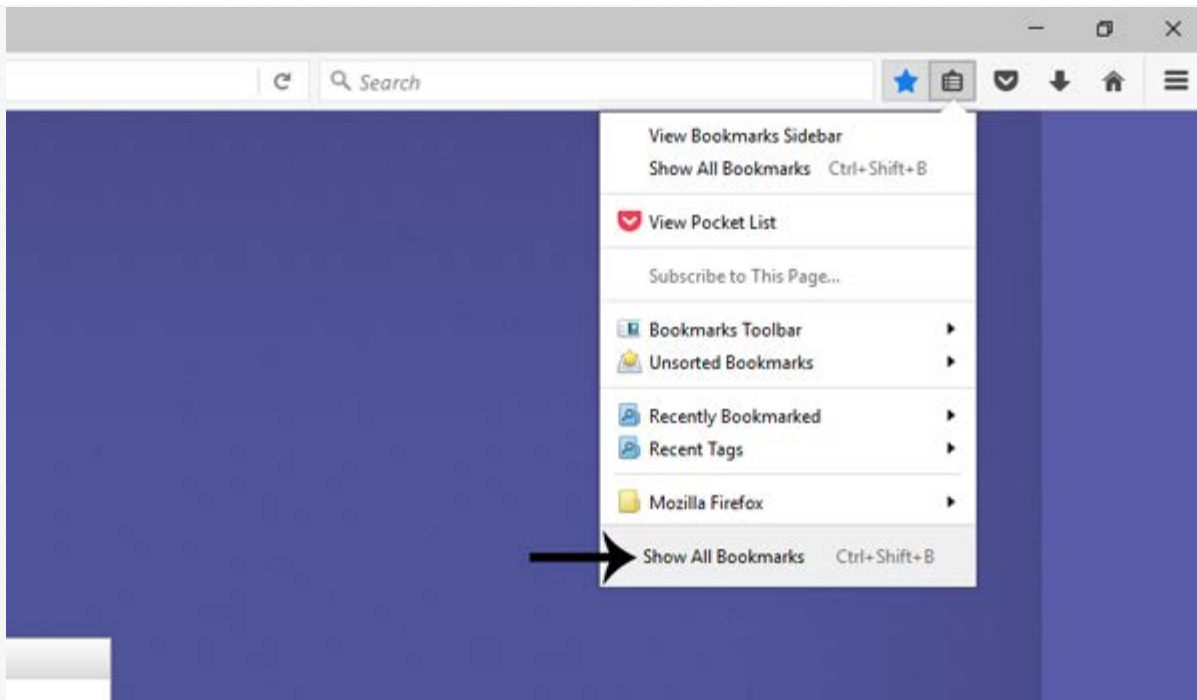 Search
View Bookmarks Sidebar
Show All Bookmarks Ctrl+Shift+B
View Pocket List
Subscribe to This Page...
Bookmarks Toolbar
Unsorted Bookmarks
Recently Bookmarked
Recent Tags
Mozilla Firefox
Show All Bookmarks Ctrl+Shift+B